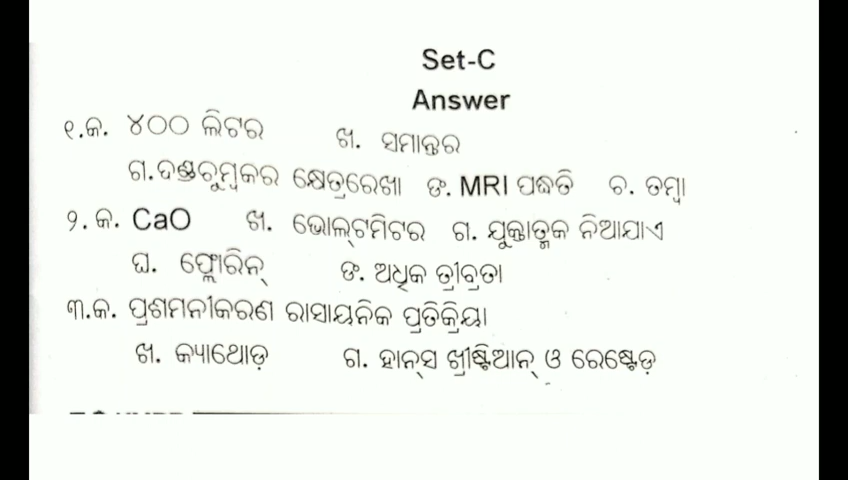 Set-C
Answer
୧.କ. ୪୦୦ ଲିଟର ଖ. ସମାନ୍ତର
ଗ.ଦଣ୍ଡଚୁମ୍ବକର କ୍ଷେତ୍ରରେଖା ଙ. MRI ପଦ୍ଧତି ଚ. ତମ୍ବା
୨. କ. CaO ଖ. ଭୋଲ୍‌ଟମିଟର ଗ. ଯୁକ୍ତାତ୍ମକ ନିଆଯାଏ
ଘ. ଫ୍ଲୋରିନ୍ ଙ. ଅଧିକ ତ୍ରୀବ୍ରତା
୩.କ. ପ୍ରଶମନୀକରଣ ରାସାୟନିକ ପ୍ରତିକ୍ରିୟା
ଖ. କ୍ୟାଥୋଡ଼ ଗ. ହାନ୍‌ସ ଖ୍ରୀଷ୍ଟିଆନ୍ ଓ ରେଷ୍ଟେଡ଼